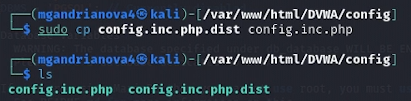 ┌──(mgandrianova4㉿kali)-[/var/www/html/DVWA/config]
└─$ sudo cp config.inc.php.dist config.inc.php
┌──(mgandrianova4㉿kali)-[/var/www/html/DVWA/config]
└─$ ls
config.inc.php  config.inc.php.dist